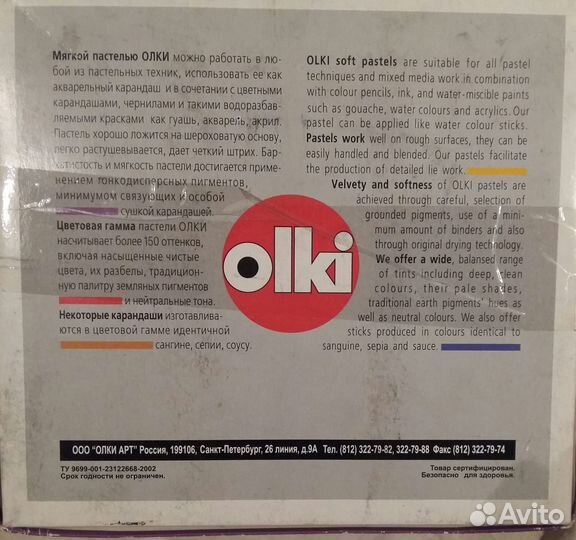 Мягкой пастелью ОЛКИ можно работать в лю-
бой из пастельных техник, использовать ее как
акварельный карандаш и в сочетании с цветными
карандашами, чернилами и такими водоразбав-
ляемыми красками как гуашь, акварель, акрил.
Пастель хорошо ложится на шероховатую основу,
легко растушевывается, дает четкий штрих. Бар-
хатистость и мягкость пастели достигается приме-
нением тонкодисперсных пигментов,
минимумом связующих и особой
сушкой карандашей.
Цветовая гамма пастели ОЛКИ
насчитывает более 150 оттенков,
включая насыщенные чистые
цвета, их разбелы, традицион-
ную палитру земляных пигментов
и нейтральные тона.
Некоторые карандаши изготавлива-
ются в цветовой гамме идентичной
сангине, сепии, соусу.
OLKI soft pastels are suitable for all pastel
techniques and mixed media work in combination
with colour pencils, ink, and water-miscible paints
such as gouache, water colours and acrylics. Our
pastel can be applied like water colour sticks.
Pastels work well on rough surfaces, they can be
easily handled and blended. Our pastels facilitate
the production of detailed lie work.
Velvety and softness of OLKI pastels are
achieved through careful, selection of
grounded pigments, use of a mini-
mum amount of binders and also
through original drying technology.
We offer a wide, balansed range
of tints including deep, clean
colours, their pale shades,
traditional earth pigments' hues as
well as neutral colours. We also offer
sticks produced in colours identical to
sanguine, sepia and sauce.
olki
ООО "ОЛКИ АРТ" Россия, 199106, Санкт-Петербург, 26 линия, д.9А Тел. (812) 322-79-82, 322-79-88 Факс (812) 322-79-74
ТУ 9699-001-23122668-2002
Срок годности не ограничен.
Товар сертифицирован.
Безопасно для здоровья.
Avito